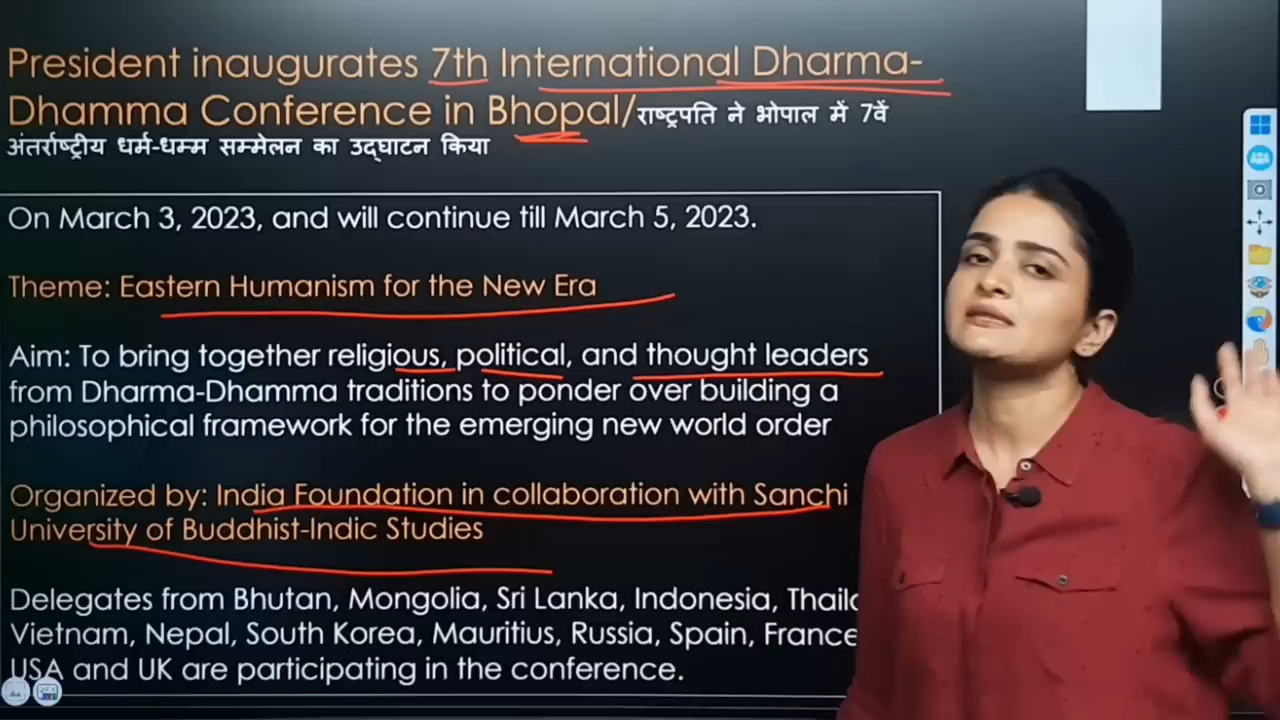 President inaugurates 7th International Dharma-
Dhamma Conference in Bhopal/राष्ट्रपति ने भोपाल में 7वें
अंतर्राष्ट्रीय धर्म-धम्म सम्मेलन का उद्घाटन किया
On March 3, 2023, and will continue till March 5, 2023.
Theme: Eastern Humanism for the New Era
Aim: To bring together religious, political, and thought leaders
from Dharma-Dhamma traditions to ponder over building a
philosophical framework for the emerging new world order
Organized by: India Foundation in collaboration with Sanchi
University of Buddhist-Indic Studies
Delegates from Bhutan, Mongolia, Sri Lanka, Indonesia,
Vietnam, Nepal, South Korea, Mauritius, Russia, Spain, France
USA and UK are participating in the conference.